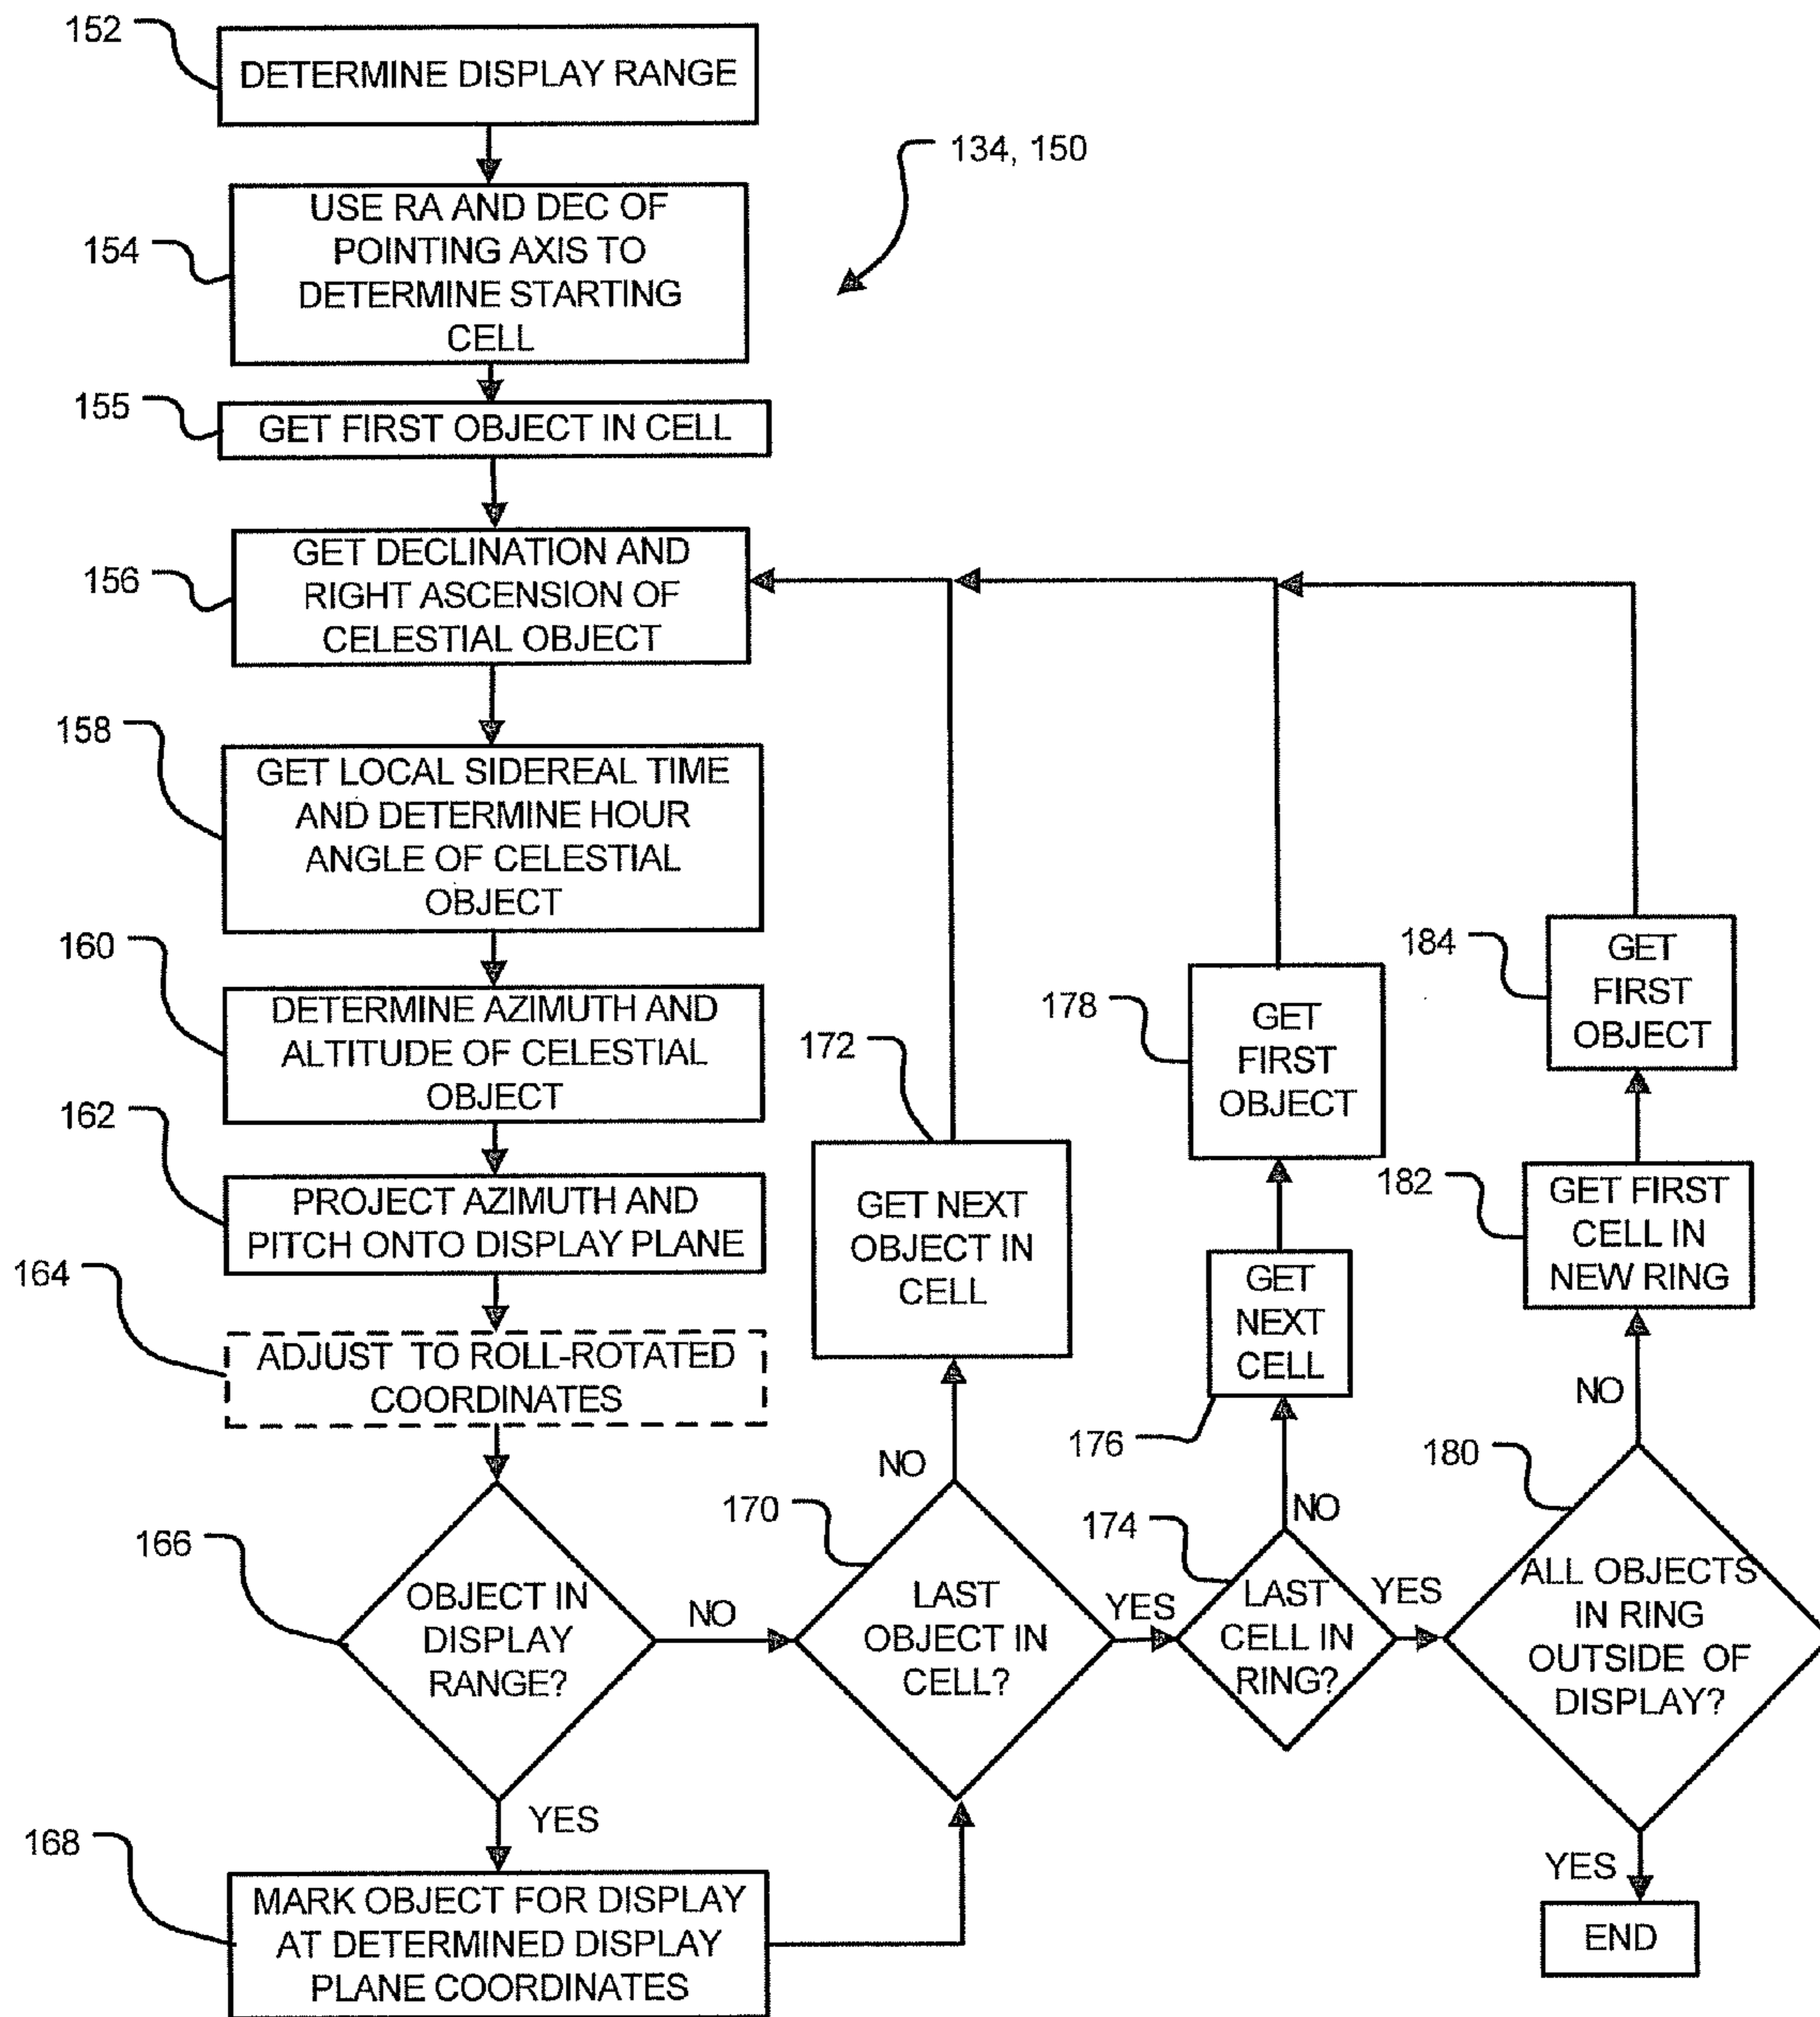 152
DETERMINE DISPLAY RANGE
134, 150
154
USE RA AND DEC OF
POINTING AXIS TO
DETERMINE STARTING
CELL
155
GET FIRST OBJECT IN CELL
156
GET DECLINATION AND
RIGHT ASCENSION OF
CELESTIAL OBJECT
158
GET LOCAL SIDEREAL TIME
AND DETERMINE HOUR
ANGLE OF CELESTIAL
OBJECT
160
DETERMINE AZIMUTH AND
ALTITUDE OF CELESTIAL
OBJECT
162
PROJECT AZIMUTH AND
PITCH ONTO DISPLAY PLANE
164
ADJUST TO ROLL-ROTATED
COORDINATES
166
OBJECT IN
DISPLAY
RANGE?
NO
YES
168
MARK OBJECT FOR DISPLAY
AT DETERMINED DISPLAY
PLANE COORDINATES
170
LAST
OBJECT IN
CELL?
NO
YES
172
GET NEXT
OBJECT IN
CELL
174
LAST
CELL IN
RING?
NO
YES
176
GET
NEXT
CELL
178
GET
FIRST
OBJECT
180
ALL OBJECTS
IN RING
OUTSIDE OF
DISPLAY?
NO
YES
182
GET FIRST
CELL IN
NEW RING
184
GET
FIRST
OBJECT
END